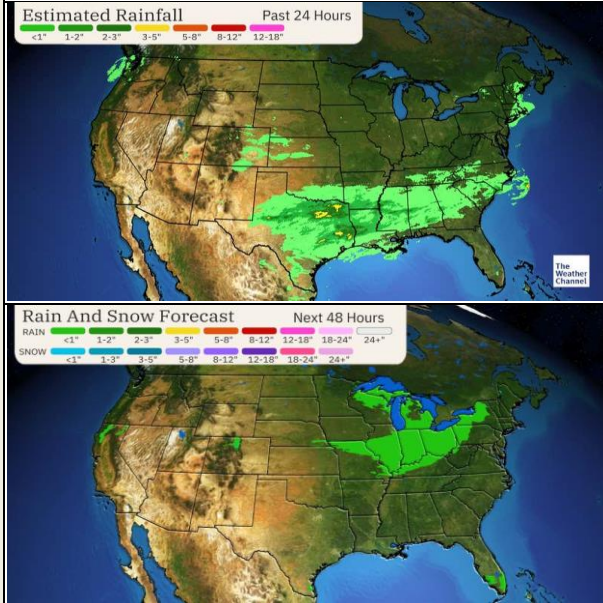 Estimated Rainfall Past 24 Hours
<1" 1-2" 2-3" 3-5" 5-8" 8-12" 12-18"
The
Weather
Channel
Rain And Snow Forecast Next 48 Hours
RAIN
<1" 1-2" 2-3" 3-5" 5-8" 8-12" 12-18" 18-24" 24+"
SNOW
<1" 1-3" 3-5" 5-8" 8-12" 12-18" 18-24" 24+"